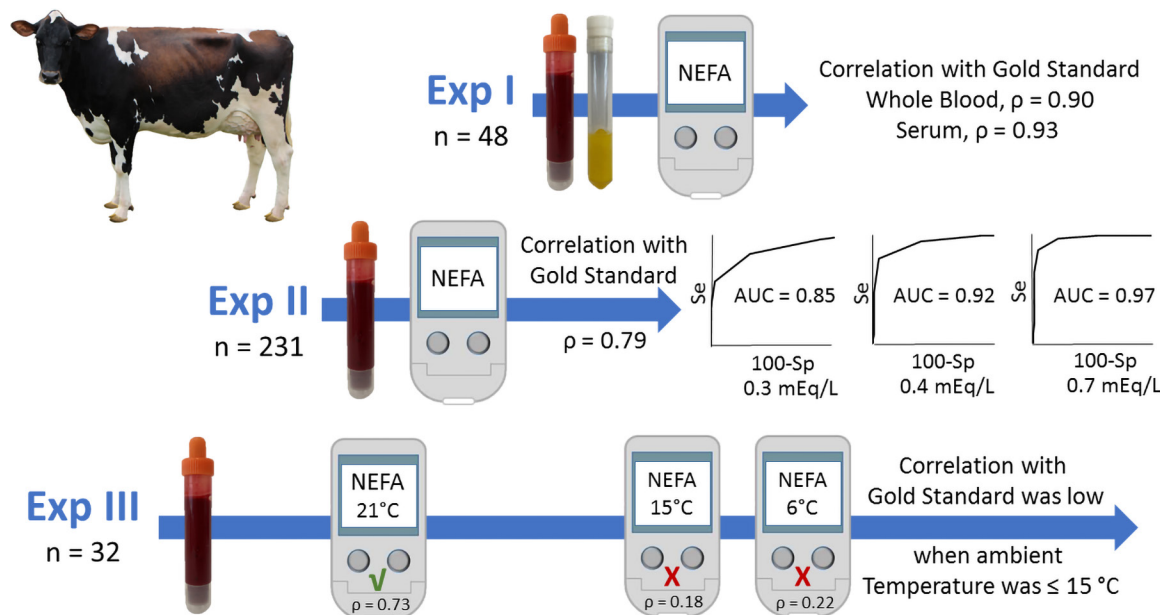 Exp I
n = 48
NEFA
Correlation with Gold Standard
Whole Blood, ρ = 0.90
Serum, ρ = 0.93
Exp II
n = 231
NEFA
Correlation with
Gold Standard
ρ = 0.79
Se
AUC = 0.85
100-Sp
0.3 mEq/L
Se
AUC = 0.92
100-Sp
0.4 mEq/L
Se
AUC = 0.97
100-Sp
0.7 mEq/L
Exp III
n = 32
NEFA
21°C
√
ρ = 0.73
NEFA
15°C
X
ρ = 0.18
NEFA
6°C
X
ρ = 0.22
Correlation with
Gold Standard was low
when ambient
Temperature was ≤ 15 °C